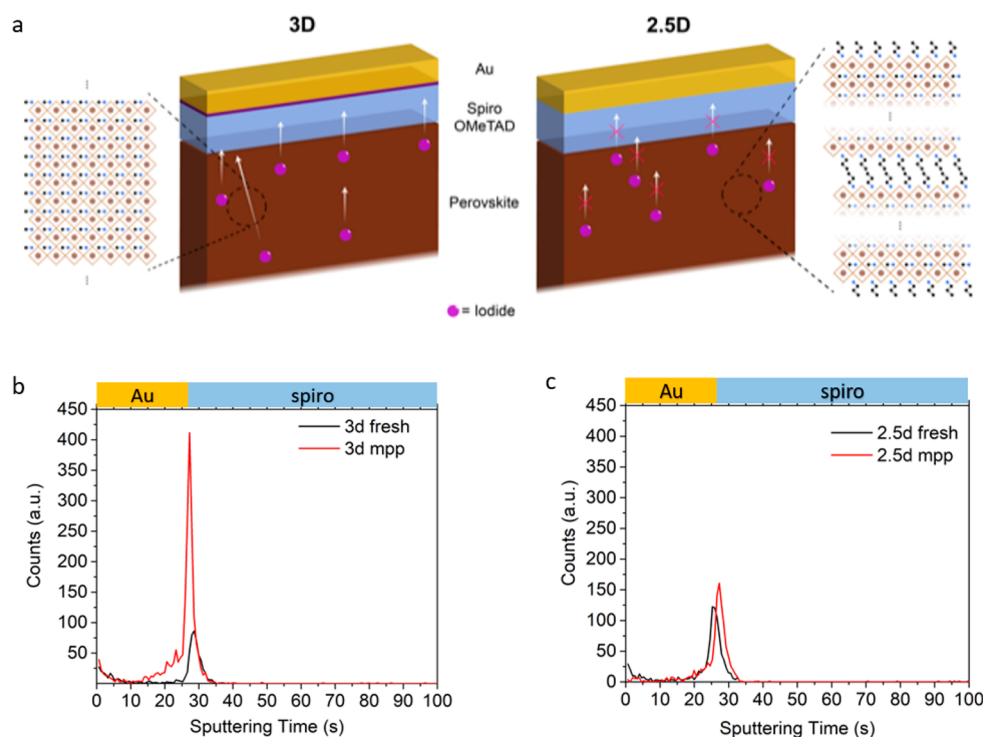 a
3D
2.5D
Au
Spiro
OMeTAD
Perovskite
= Iodide
b
Au
spiro
450
400
350
300
250
200
150
100
50
Counts (a.u.)
3d fresh
3d mpp
0 10 20 30 40 50 60 70 80 90 100
Sputtering Time (s)
c
Au
spiro
450
400
350
300
250
200
150
100
50
Counts (a.u.)
2.5d fresh
2.5d mpp
0 10 20 30 40 50 60 70 80 90 100
Sputtering Time (s)